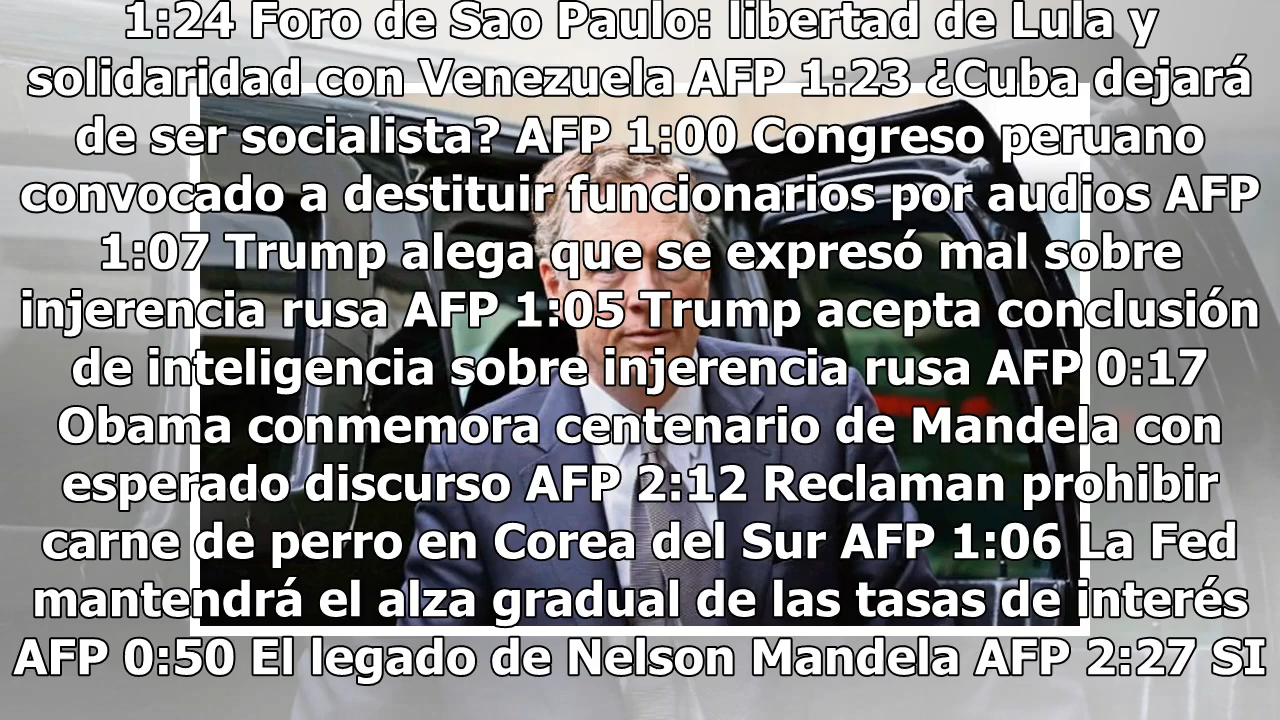 1:24 Foro de Sao Paulo: libertad de Lula y
solidaridad con Venezuela AFP 1:23 ¿Cuba dejará
de ser socialista? AFP 1:00 Congreso peruano
convocado a destituir funcionarios por audios AFP
1:07 Trump alega que se expresó mal sobre
injerencia rusa AFP 1:05 Trump acepta conclusión
de inteligencia sobre injerencia rusa AFP 0:17
Obama conmemora centenario de Mandela con
esperado discurso AFP 2:12 Reclaman prohibir
carne de perro en Corea del Sur AFP 1:06 La Fed
mantendrá el alza gradual de las tasas de interés
AFP 0:50 El legado de Nelson Mandela AFP 2:27 SI